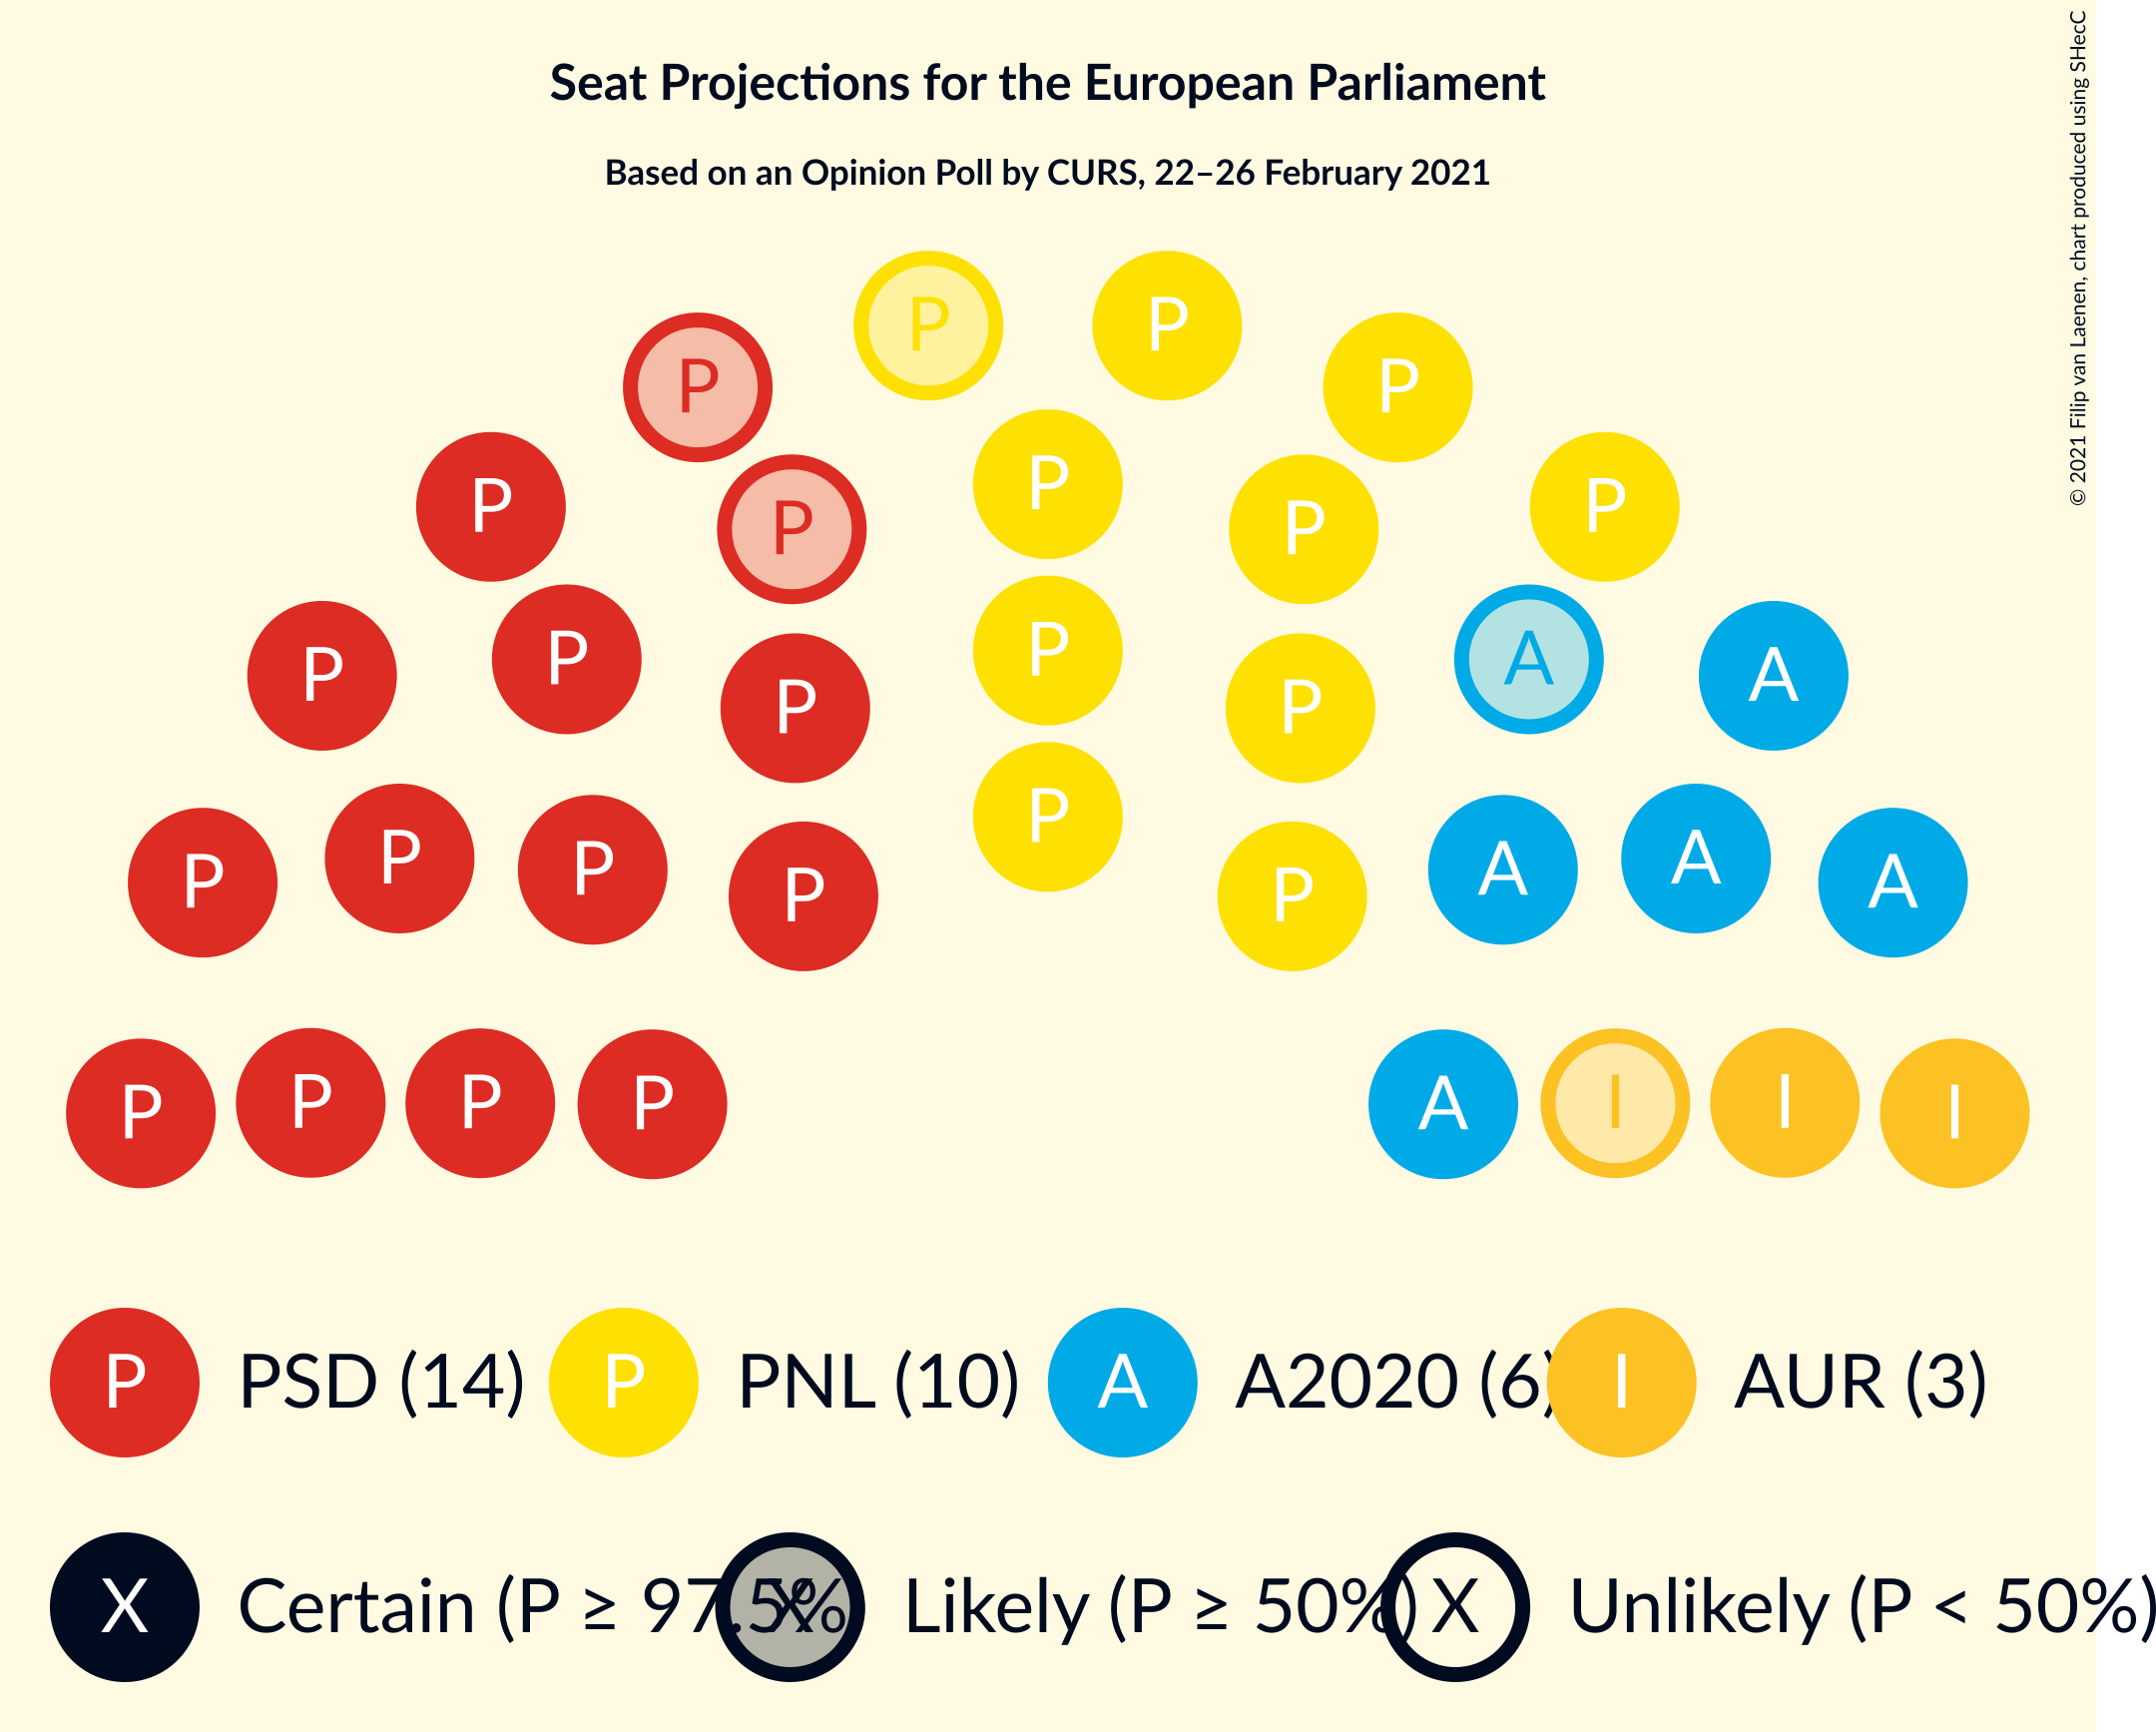 Seat Projections for the European Parliament
Based on an Opinion Poll by CURS, 22–26 February 2021
© 2021 Filip van Laenen, chart produced using SHecC
P P P
P P
P P P P
P P P
P P A A
P P P P
P P P P P A A A
P P P P A I I I
P PSD (14) P PNL (10) A A2020 (6) I AUR (3)
X Certain (P ≥ 97.5% X Likely (P ≥ 50%) X Unlikely (P < 50%)